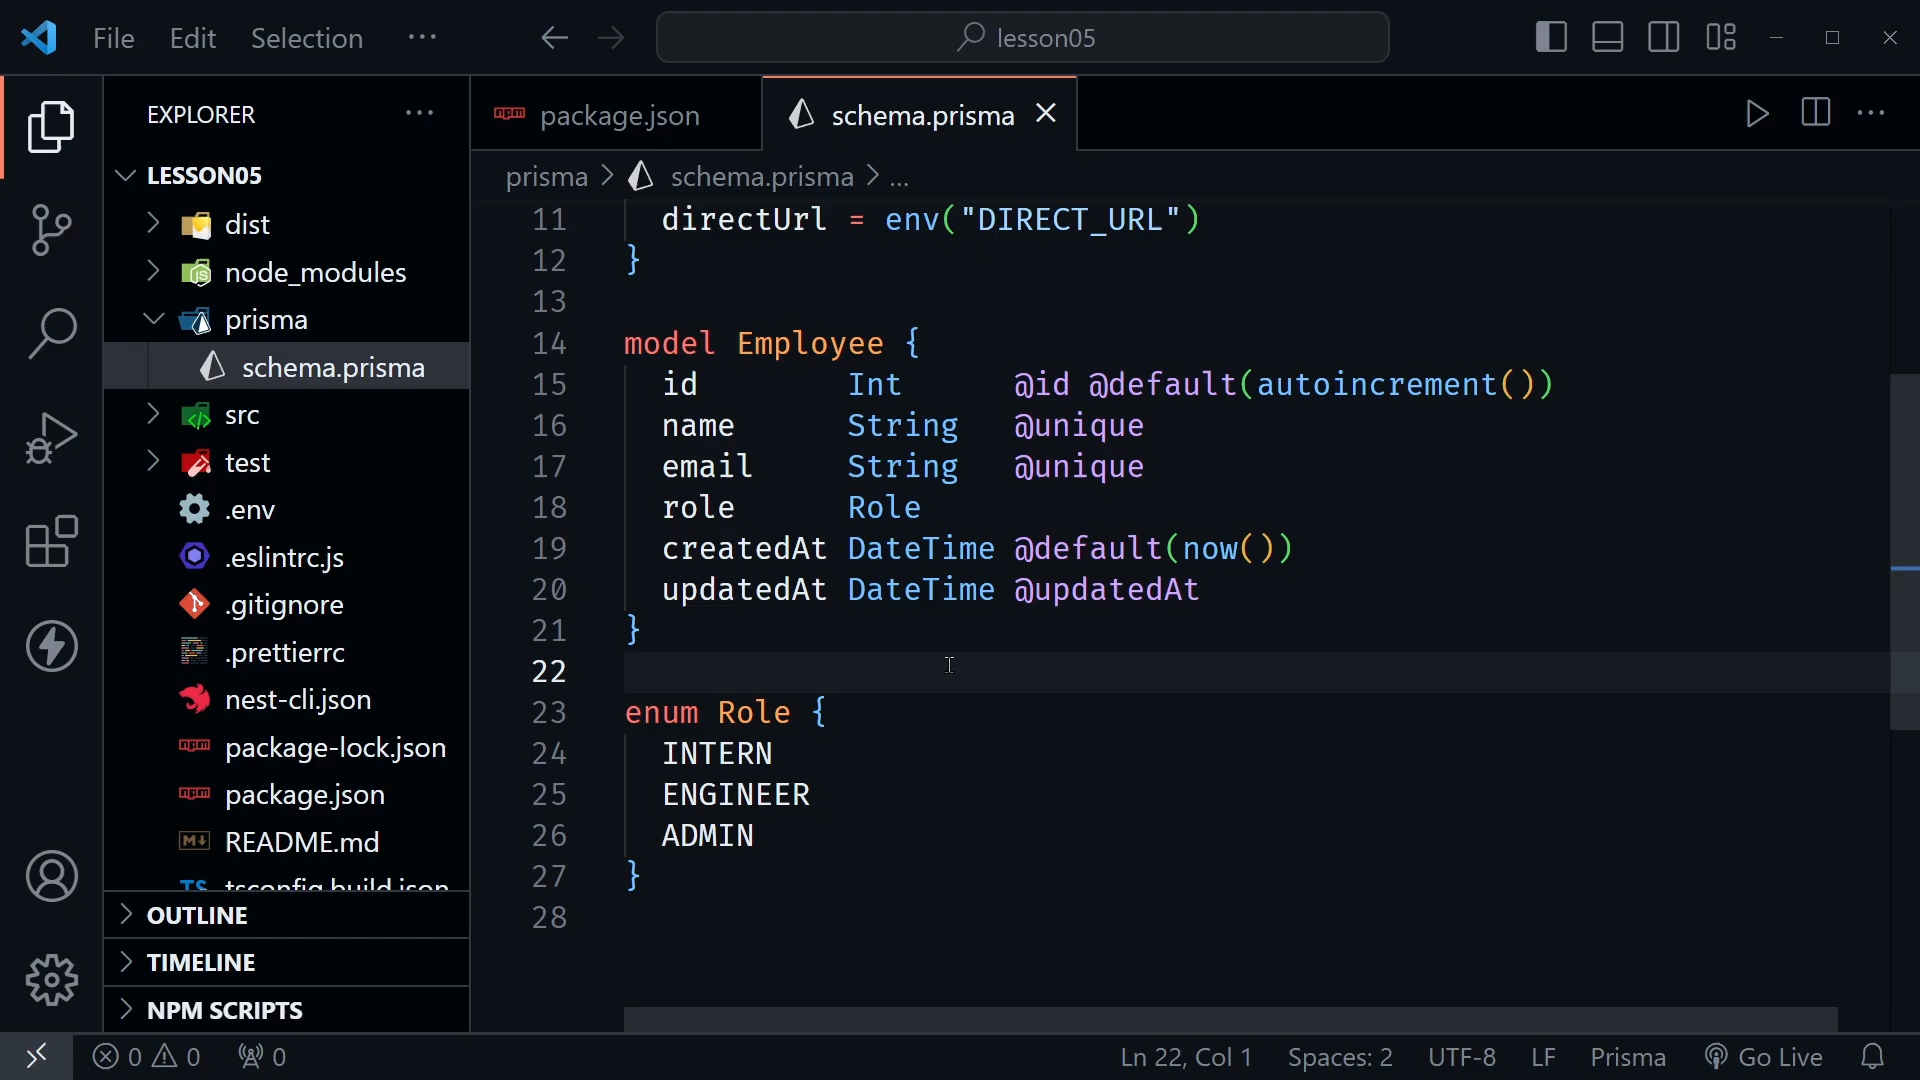 File Edit Selection ··· lesson05
EXPLORER ···
LESSON05
dist
node_modules
prisma
schema.prisma
src
test
.env
.eslintrc.js
.gitignore
.prettierrc
nest-cli.json
package-lock.json
package.json
README.md
TS tsconfig.build.json
OUTLINE
TIMELINE
NPM SCRIPTS
package.json schema.prisma
prisma > schema.prisma > ...
11 directUrl = env("DIRECT_URL")
12 }
13
14 model Employee {
15 id Int @id @default(autoincrement())
16 name String @unique
17 email String @unique
18 role Role
19 createdAt DateTime @default(now())
20 updatedAt DateTime @updatedAt
21 }
22
23 enum Role {
24 INTERN
25 ENGINEER
26 ADMIN
27 }
28
0 0 0 Ln 22, Col 1 Spaces: 2 UTF-8 LF Prisma Go Live